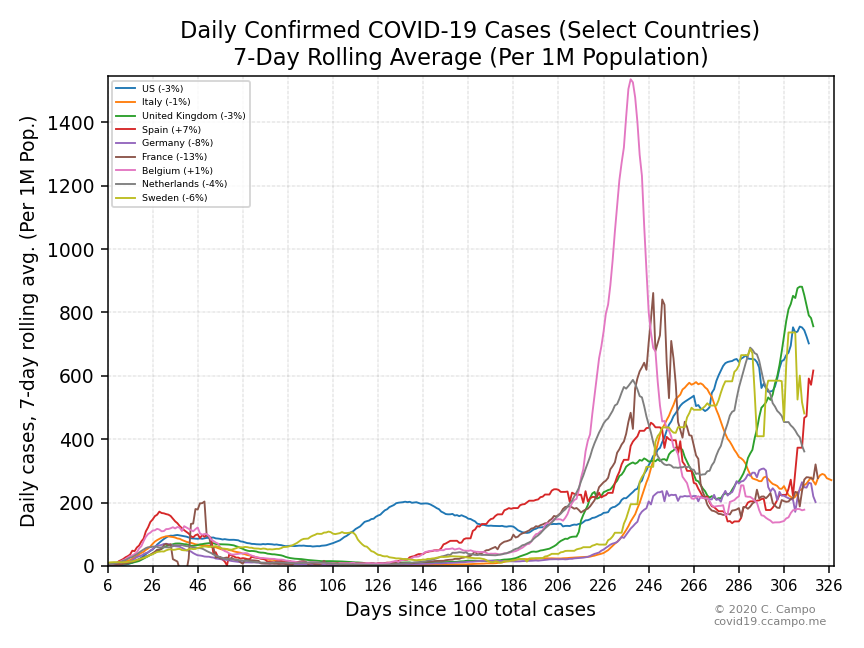 Daily Confirmed COVID-19 Cases (Select Countries)
7-Day Rolling Average (Per 1M Population)
Daily cases, 7-day rolling avg. (Per 1M Pop.)
1400
1200
1000
800
600
400
200
0
US (-3%)
Italy (-1%)
United Kingdom (-3%)
Spain (+7%)
Germany (-8%)
France (-13%)
Belgium (+1%)
Netherlands (-4%)
Sweden (-6%)
6 26 46 66 86 106 126 146 166 186 206 226 246 266 286 306 326
Days since 100 total cases
© 2020 C. Campo
covid19.ccampo.me